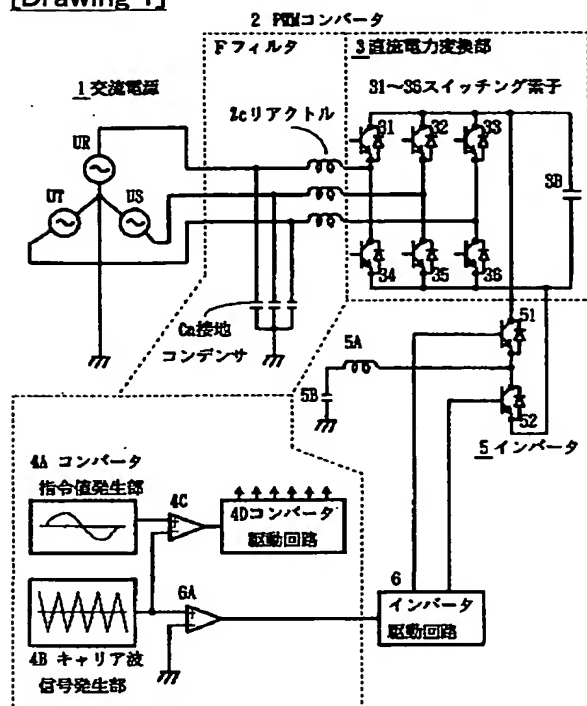 [Drawing 1]
2 PWMコンバータ
Fフィルタ
3直流電力変換部
1交流電源
2cリアクトル
31～36スイッチング素子
31
32
33
UR
UT
US
3B
34
35
36
Ca接地
コンデンサ
5A
5B
51
52
5インバータ
4A コンバータ
指令値発生部
4C
4Dコンバータ
駆動回路
6A
6
インバータ
駆動回路
4B キャリア波
信号発生部